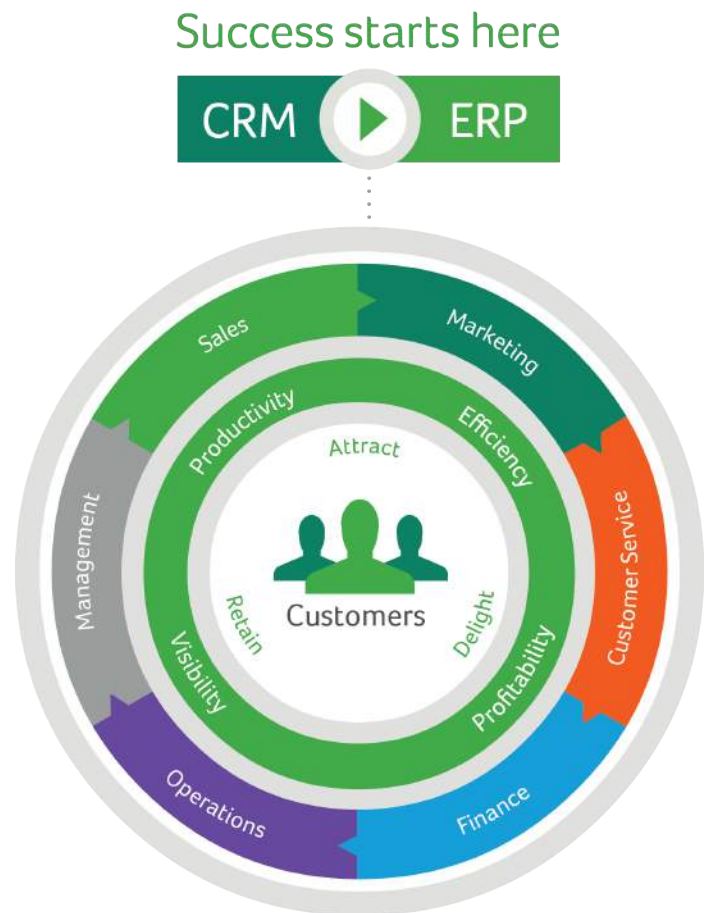 Success starts here
CRM
ERP
Sales
Marketing
Customer Service
Finance
Operations
Management
Productivity
Efficiency
Profitability
Visibility
Attract
Delight
Retain
Customers